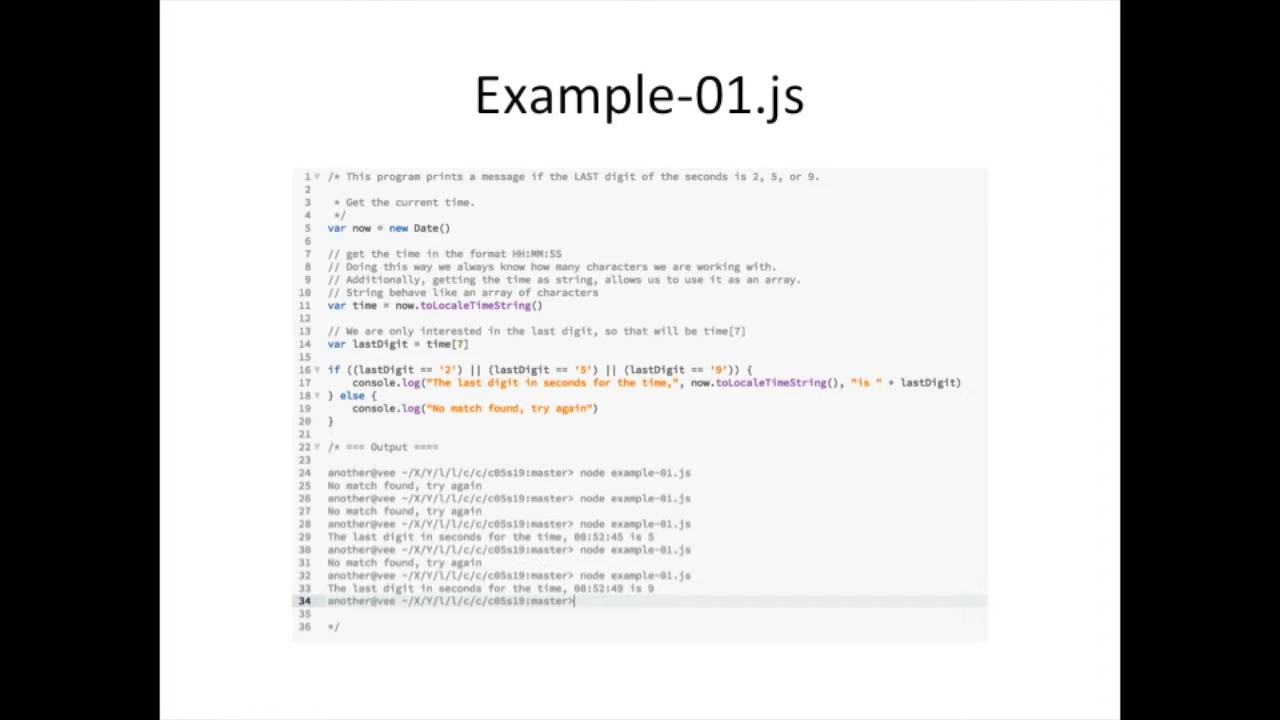 Example-01.js
1 /* This program prints a message if the LAST digit of the seconds is 2, 5, or 9.
2
3 * Get the current time.
4 */
5 var now = new Date()
6
7 // get the time in the format HH:MM:SS
8 // Doing this way we always know how many characters we are working with.
9 // Additionally, getting the time as string, allows us to use it as an array.
10 // String behave like an array of characters
11 var time = now.toLocaleTimeString()
12
13 // We are only interested in the last digit, so that will be time[7]
14 var lastDigit = time[7]
15
16 if ((lastDigit == '2') || (lastDigit == '5') || (lastDigit == '9')) {
17 console.log("The last digit in seconds for the time,", now.toLocaleTimeString(), "is " + lastDigit)
18 } else {
19 console.log("No match found, try again")
20 }
21
22 /* === Output ====
23
24 another@vee ~/X/Y/l/l/c/c/c05s19:master> node example-01.js
25 No match found, try again
26 another@vee ~/X/Y/l/l/c/c/c05s19:master> node example-01.js
27 No match found, try again
28 another@vee ~/X/Y/l/l/c/c/c05s19:master> node example-01.js
29 The last digit in seconds for the time, 08:52:45 is 5
30 another@vee ~/X/Y/l/l/c/c/c05s19:master> node example-01.js
31 No match found, try again
32 another@vee ~/X/Y/l/l/c/c/c05s19:master> node example-01.js
33 The last digit in seconds for the time, 08:52:49 is 9
34 another@vee ~/X/Y/l/l/c/c/c05s19:master>
35
36 */